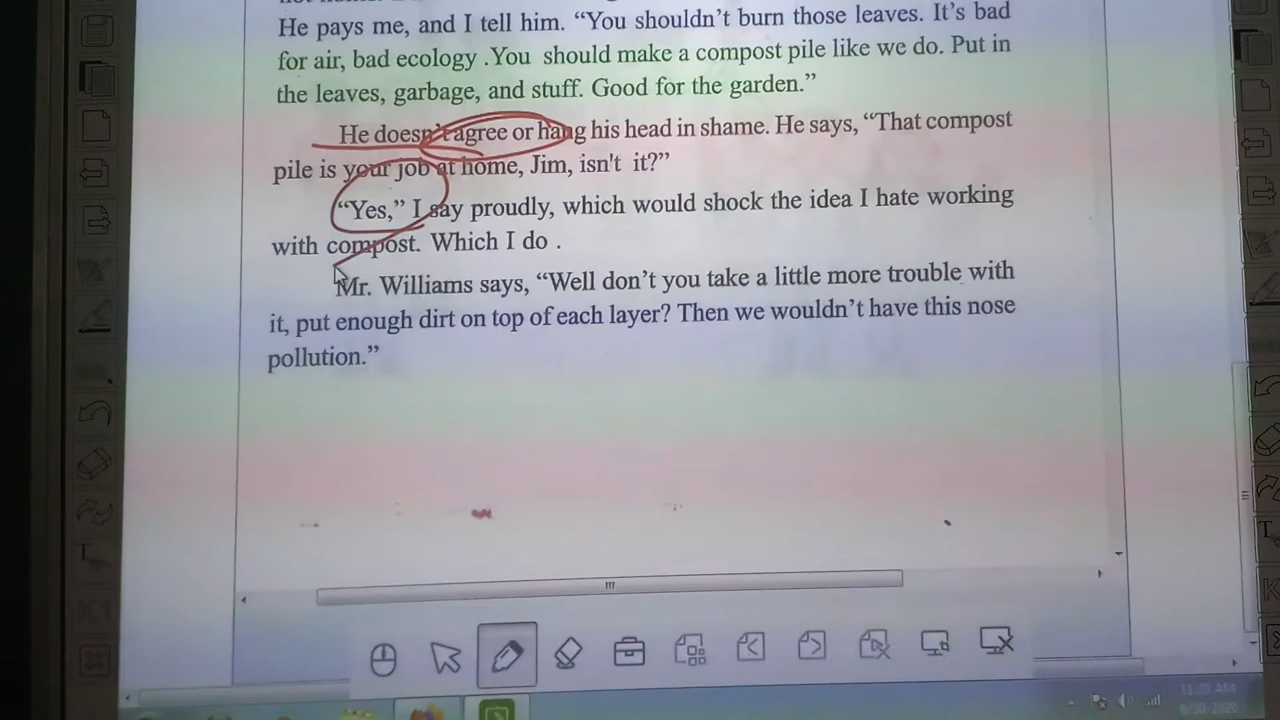 He pays me, and I tell him. “You shouldn’t burn those leaves. It’s bad
for air, bad ecology .You should make a compost pile like we do. Put in
the leaves, garbage, and stuff. Good for the garden.”
He doesn’t agree or hang his head in shame. He says, “That compost
pile is your job at home, Jim, isn't it?”
“Yes,” I say proudly, which would shock the idea I hate working
with compost. Which I do .
Mr. Williams says, “Well don’t you take a little more trouble with
it, put enough dirt on top of each layer? Then we wouldn’t have this nose
pollution.”
11:20 AM